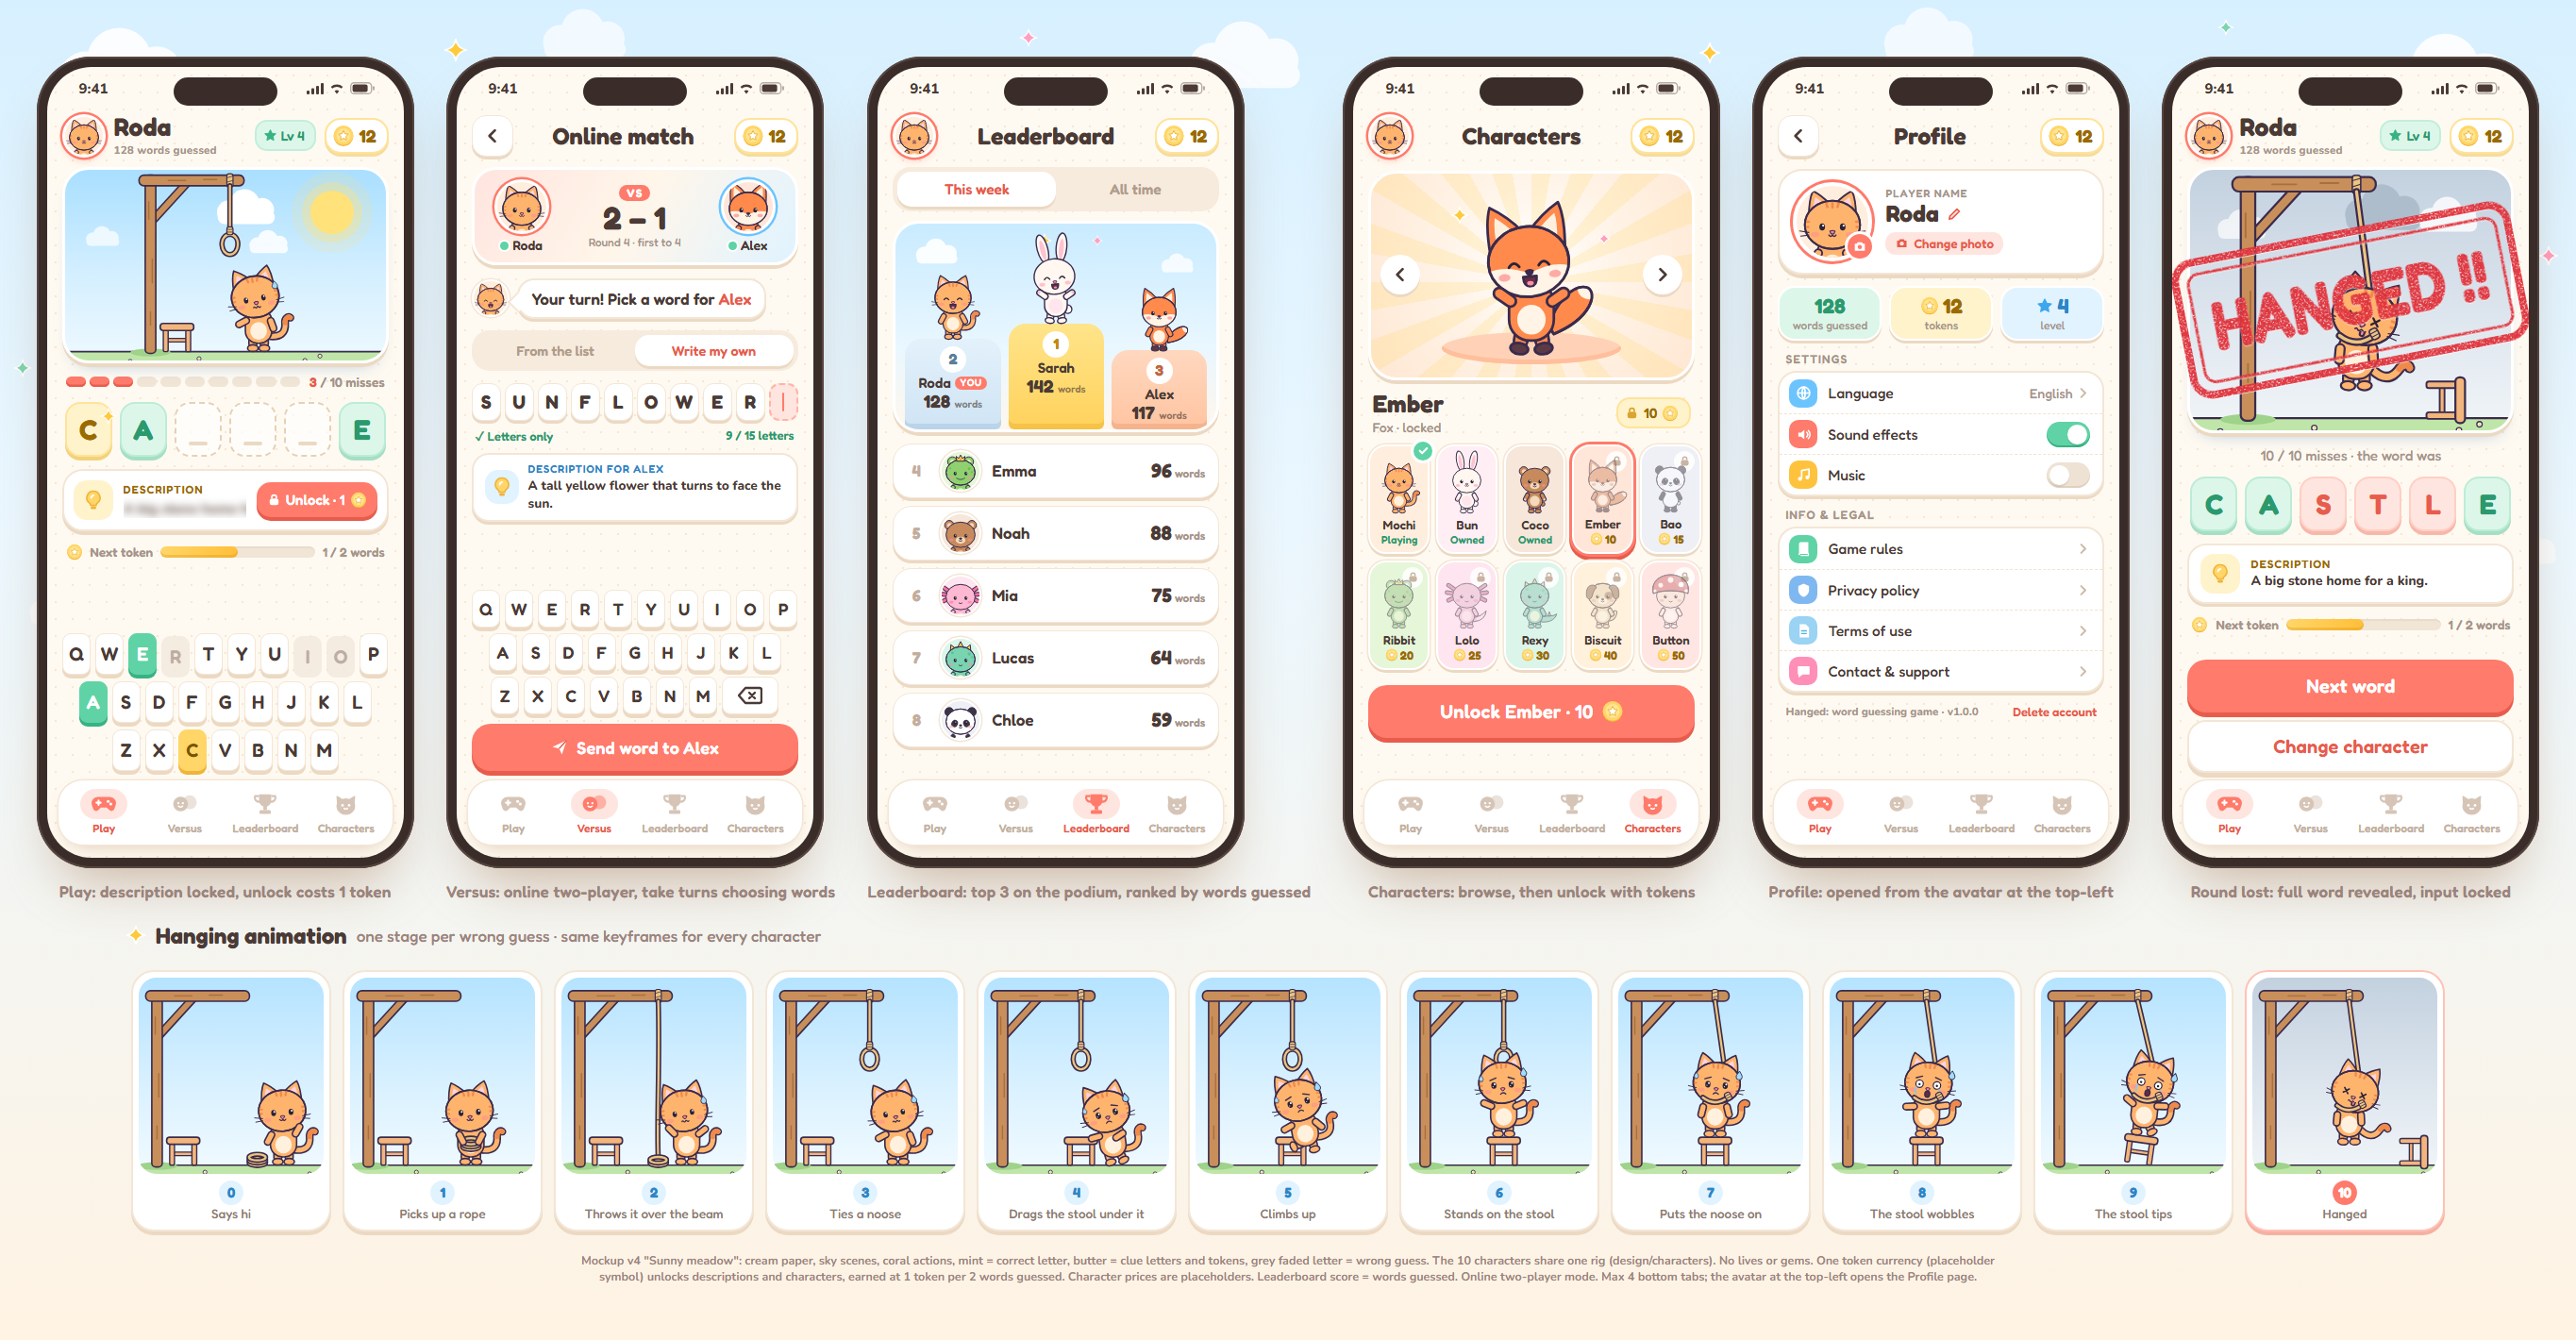 9:41
Roda
128 words guessed
Lv 4
12
3 / 10 misses
C A _ _ _ E
DESCRIPTION
Unlock · 1
Next token
1 / 2 words
Q W E R T Y U I O P
A S D F G H J K L
Z X C V B N M
Play
Versus
Leaderboard
Characters
Play: description locked, unlock costs 1 token
9:41
Online match
12
VS
2 – 1
Round 4 · first to 4
Roda
Alex
Your turn! Pick a word for Alex
From the list
Write my own
S U N F L O W E R
✓ Letters only
9 / 15 letters
DESCRIPTION FOR ALEX
A tall yellow flower that turns to face the
sun.
Q W E R T Y U I O P
A S D F G H J K L
Z X C V B N M
Send word to Alex
Play
Versus
Leaderboard
Characters
Versus: online two-player, take turns choosing words
9:41
Leaderboard
12
This week
All time
2
Roda YOU
128 words
1
Sarah
142 words
3
Alex
117 words
4 Emma 96 words
5 Noah 88 words
6 Mia 75 words
7 Lucas 64 words
8 Chloe 59 words
Play
Versus
Leaderboard
Characters
Leaderboard: top 3 on the podium, ranked by words guessed
9:41
Characters
12
Ember
Fox · locked
10
Mochi
Playing
Bun
Owned
Coco
Owned
Ember
10
Bao
15
Ribbit
20
Lolo
25
Rexy
30
Biscuit
40
Button
50
Unlock Ember · 10
Play
Versus
Leaderboard
Characters
Characters: browse, then unlock with tokens
9:41
Profile
12
PLAYER NAME
Roda
Change photo
128
words guessed
12
tokens
4
level
SETTINGS
Language
English
Sound effects
Music
INFO & LEGAL
Game rules
Privacy policy
Terms of use
Contact & support
Hanged: word guessing game · v1.0.0
Delete account
Play
Versus
Leaderboard
Characters
Profile: opened from the avatar at the top-left
9:41
Roda
128 words guessed
Lv 4
12
HANGED !!
10 / 10 misses · the word was
C A S T L E
DESCRIPTION
A big stone home for a king.
Next token
1 / 2 words
Next word
Change character
Play
Versus
Leaderboard
Characters
Round lost: full word revealed, input locked
Hanging animation one stage per wrong guess · same keyframes for every character
0
Says hi
1
Picks up a rope
2
Throws it over the beam
3
Ties a noose
4
Drags the stool under it
5
Climbs up
6
Stands on the stool
7
Puts the noose on
8
The stool wobbles
9
The stool tips
10
Hanged
Mockup v4 "Sunny meadow": cream paper, sky scenes, coral actions, mint = correct letter, butter = clue letters and tokens, grey faded letter = wrong guess. The 10 characters share one rig (design/characters). No lives or gems. One token currency (placeholder
symbol) unlocks descriptions and characters, earned at 1 token per 2 words guessed. Character prices are placeholders. Leaderboard score = words guessed. Online two-player mode. Max 4 bottom tabs; the avatar at the top-left opens the Profile page.